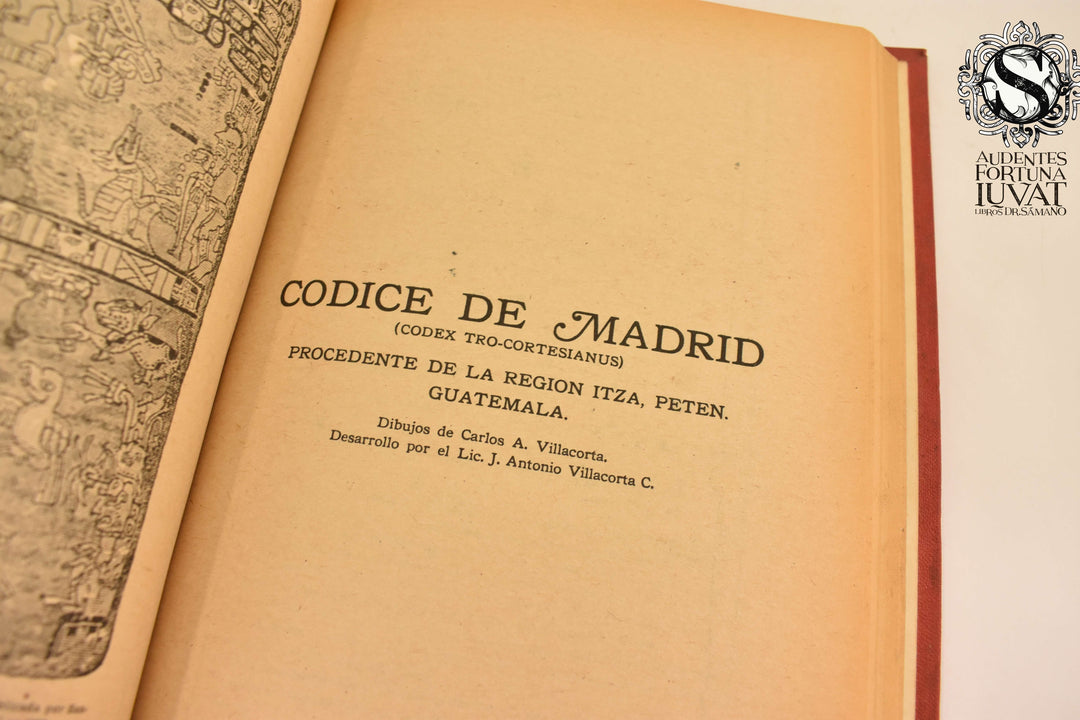 CODICE DE MADRID
(CODEX TRO-CORTESIANUS)
PROCEDENTE DE LA REGION ITZA, PETEN.
GUATEMALA.
Dibujos de Carlos A. Villacorta.
Desarrollo por el Lic. J. Antonio Villacorta C.
S
AUDENTES
FORTUNA
IUVAT
LIBROS DR. SÁMANO